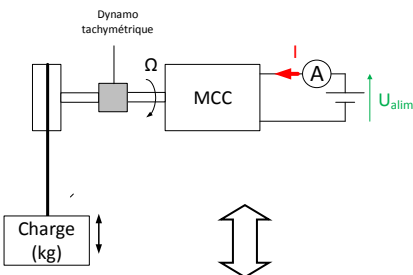 Dynamo
tachymétrique
Ω
I
A
MCC
U alim
Charge
(kg)